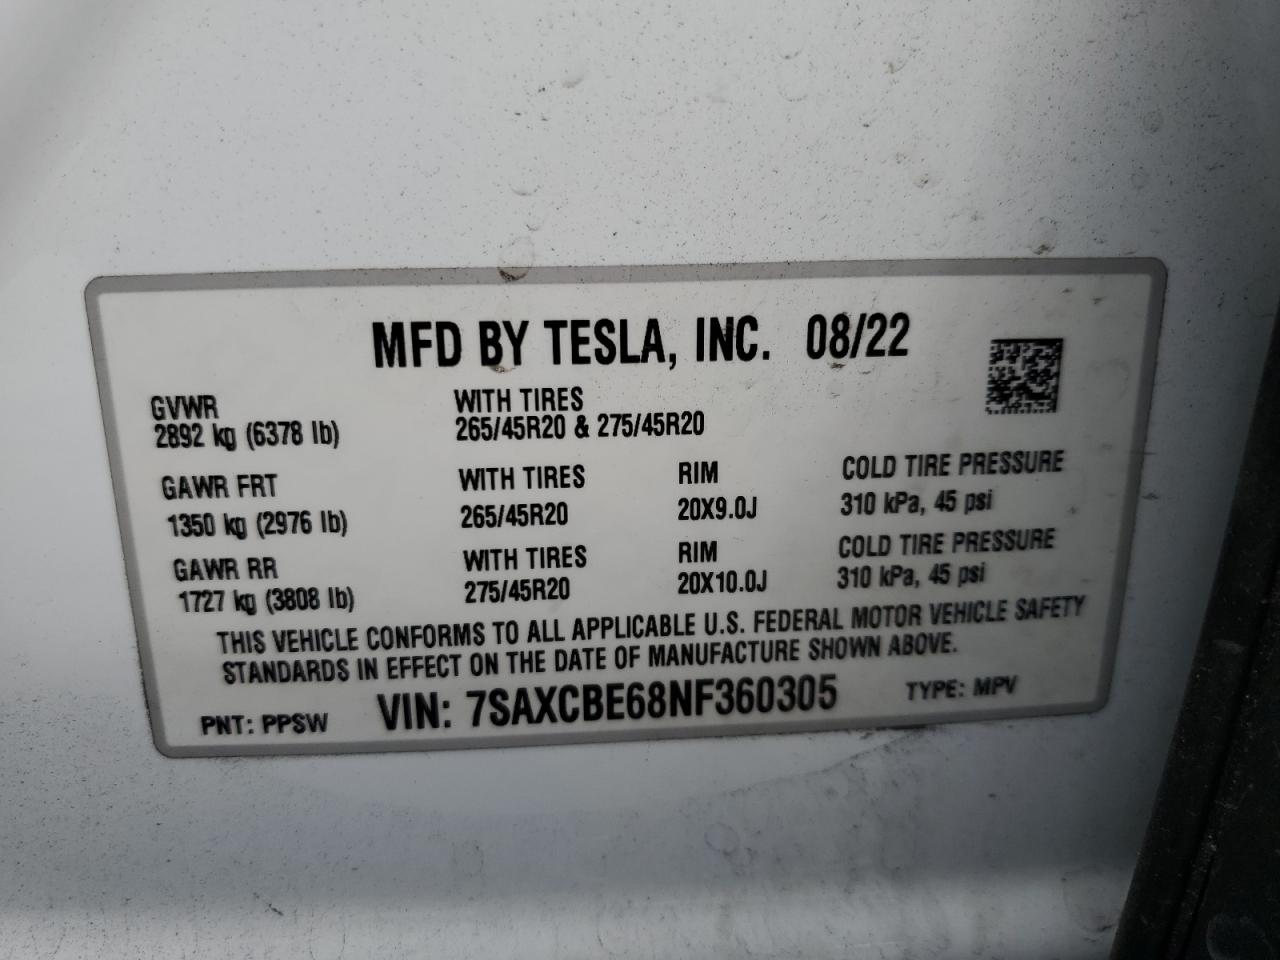 MFD BY TESLA, INC. 08/22
GVWR WITH TIRES
2892 kg (6378 lb) 265/45R20 & 275/45R20
GAWR FRT WITH TIRES RIM COLD TIRE PRESSURE
1350 kg (2976 lb) 265/45R20 20X9.0J 310 kPa, 45 psi
GAWR RR WITH TIRES RIM COLD TIRE PRESSURE
1727 kg (3808 lb) 275/45R20 20X10.0J 310 kPa, 45 psi
THIS VEHICLE CONFORMS TO ALL APPLICABLE U.S. FEDERAL MOTOR VEHICLE SAFETY
STANDARDS IN EFFECT ON THE DATE OF MANUFACTURE SHOWN ABOVE.
PNT: PPSW VIN: 7SAXCBE68NF360305 TYPE: MPV